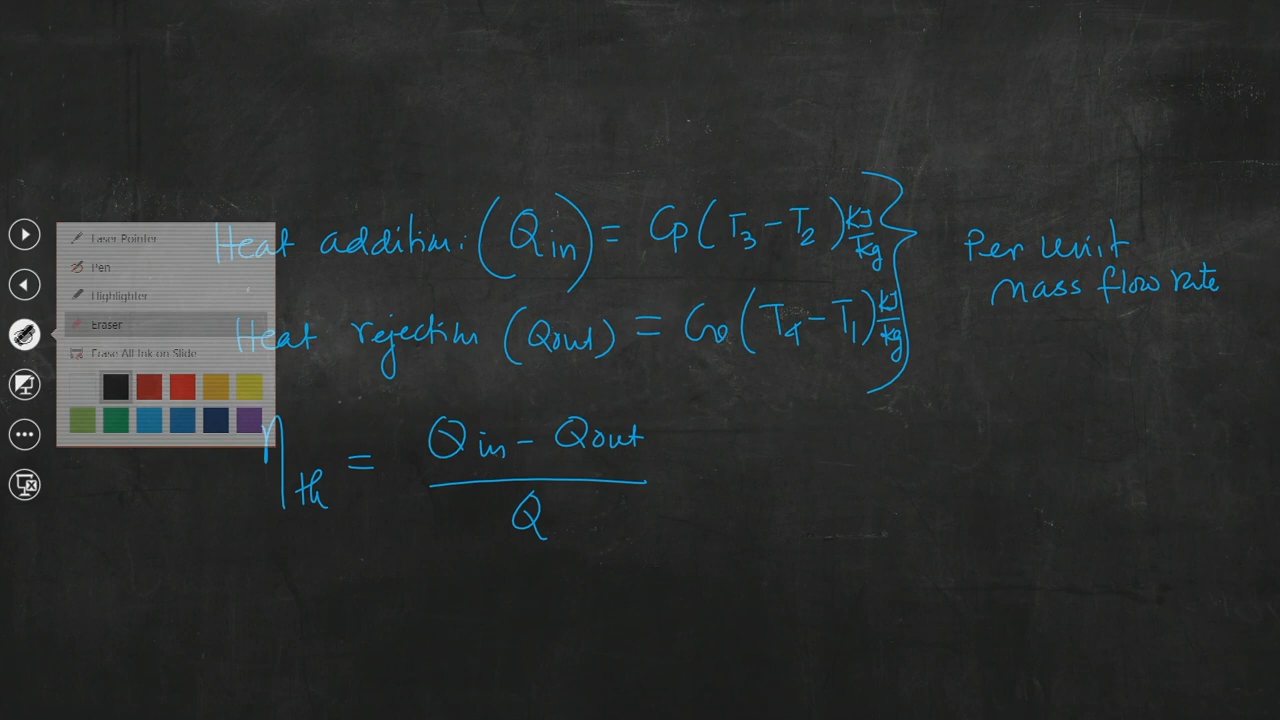 Laser Pointer
Pen
Highlighter
Eraser
Erase All Ink on Slide
Heat addition: (Qin) = Cp(T3 - T2) KJ/kg
Heat rejection (Qout) = Cv(T4 - T1) KJ/kg
Per unit
mass flow rate
ηth = (Qin - Qout)/Q